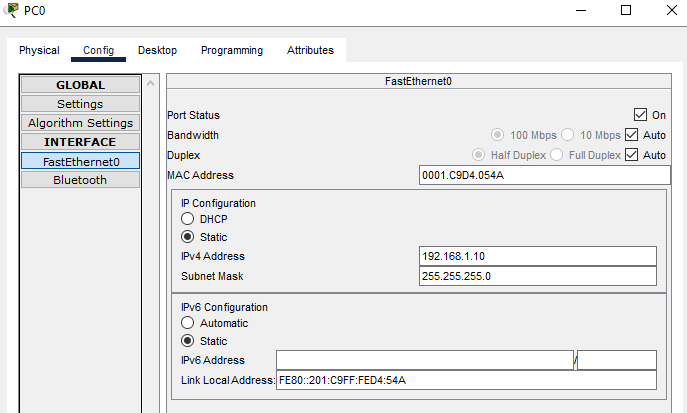 PC0
Physical Config Desktop Programming Attributes
GLOBAL
Settings
Algorithm Settings
INTERFACE
FastEthernet0
Bluetooth
FastEthernet0
Port Status On
Bandwidth 100 Mbps 10 Mbps Auto
Duplex Half Duplex Full Duplex Auto
MAC Address 0001.C9D4.054A
IP Configuration
DHCP
Static
IPv4 Address 192.168.1.10
Subnet Mask 255.255.255.0
IPv6 Configuration
Automatic
Static
IPv6 Address /
Link Local Address: FE80::201:C9FF:FED4:54A